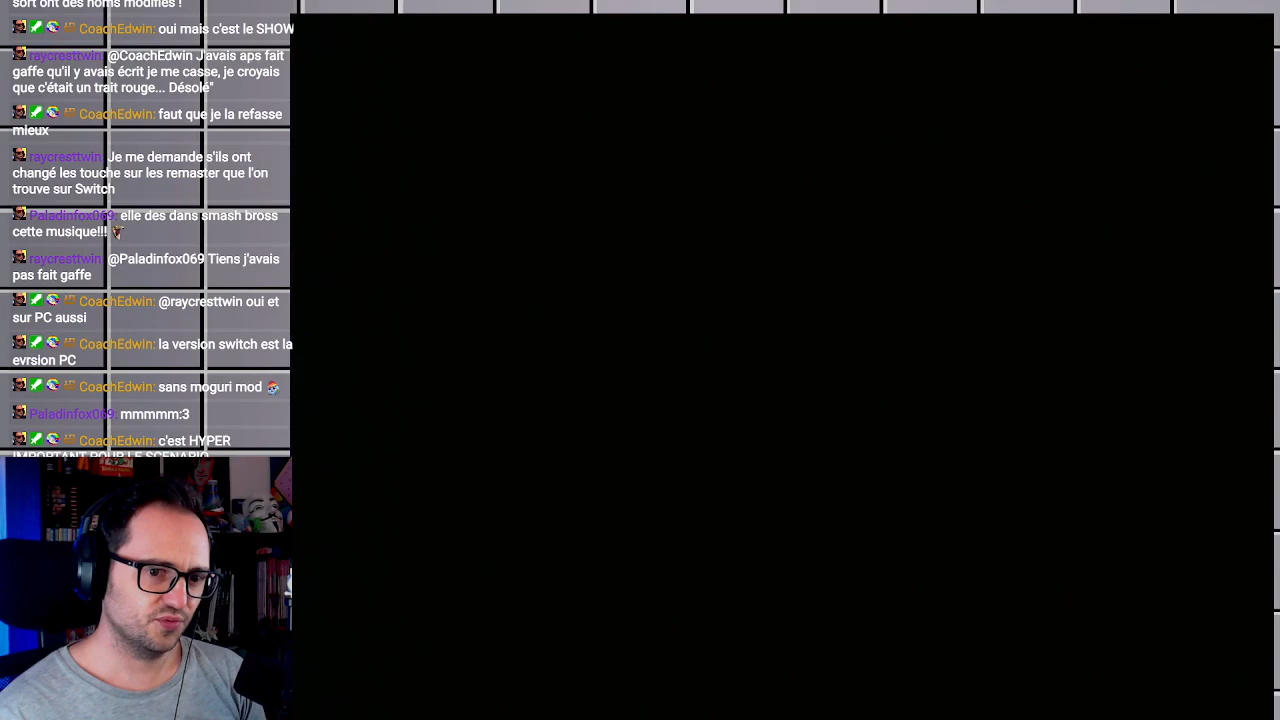 sort ont des noms modifiés !
CoachEdwin: oui mais c'est le SHOW
raycresttwin: @CoachEdwin J'avais aps fait
gaffe qu'il y avais écrit je me casse, je croyais
que c'était un trait rouge... Désolé"
CoachEdwin: faut que je la refasse
mieux
raycresttwin: Je me demande s'ils ont
changé les touche sur les remaster que l'on
trouve sur Switch
Paladinfox069: elle des dans smash bross
cette musique!!!
raycresttwin: @Paladinfox069 Tiens j'avais
pas fait gaffe
CoachEdwin: @raycresttwin oui et
sur PC aussi
CoachEdwin: la version switch est la
evrsion PC
CoachEdwin: sans moguri mod
Paladinfox069: mmmmm:3
CoachEdwin: c'est HYPER
IMPORTANT POUR LE SCENARIO